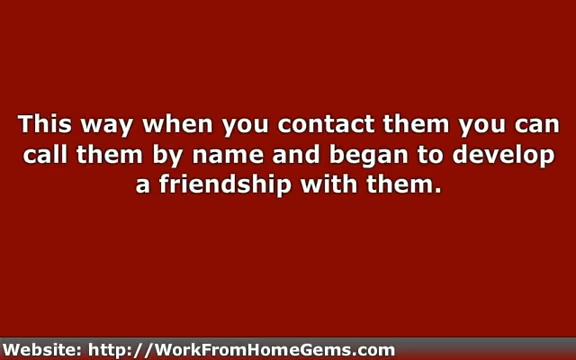 This way when you contact them you can
call them by name and began to develop
a friendship with them.
Website: http://WorkFromHomeGems.com